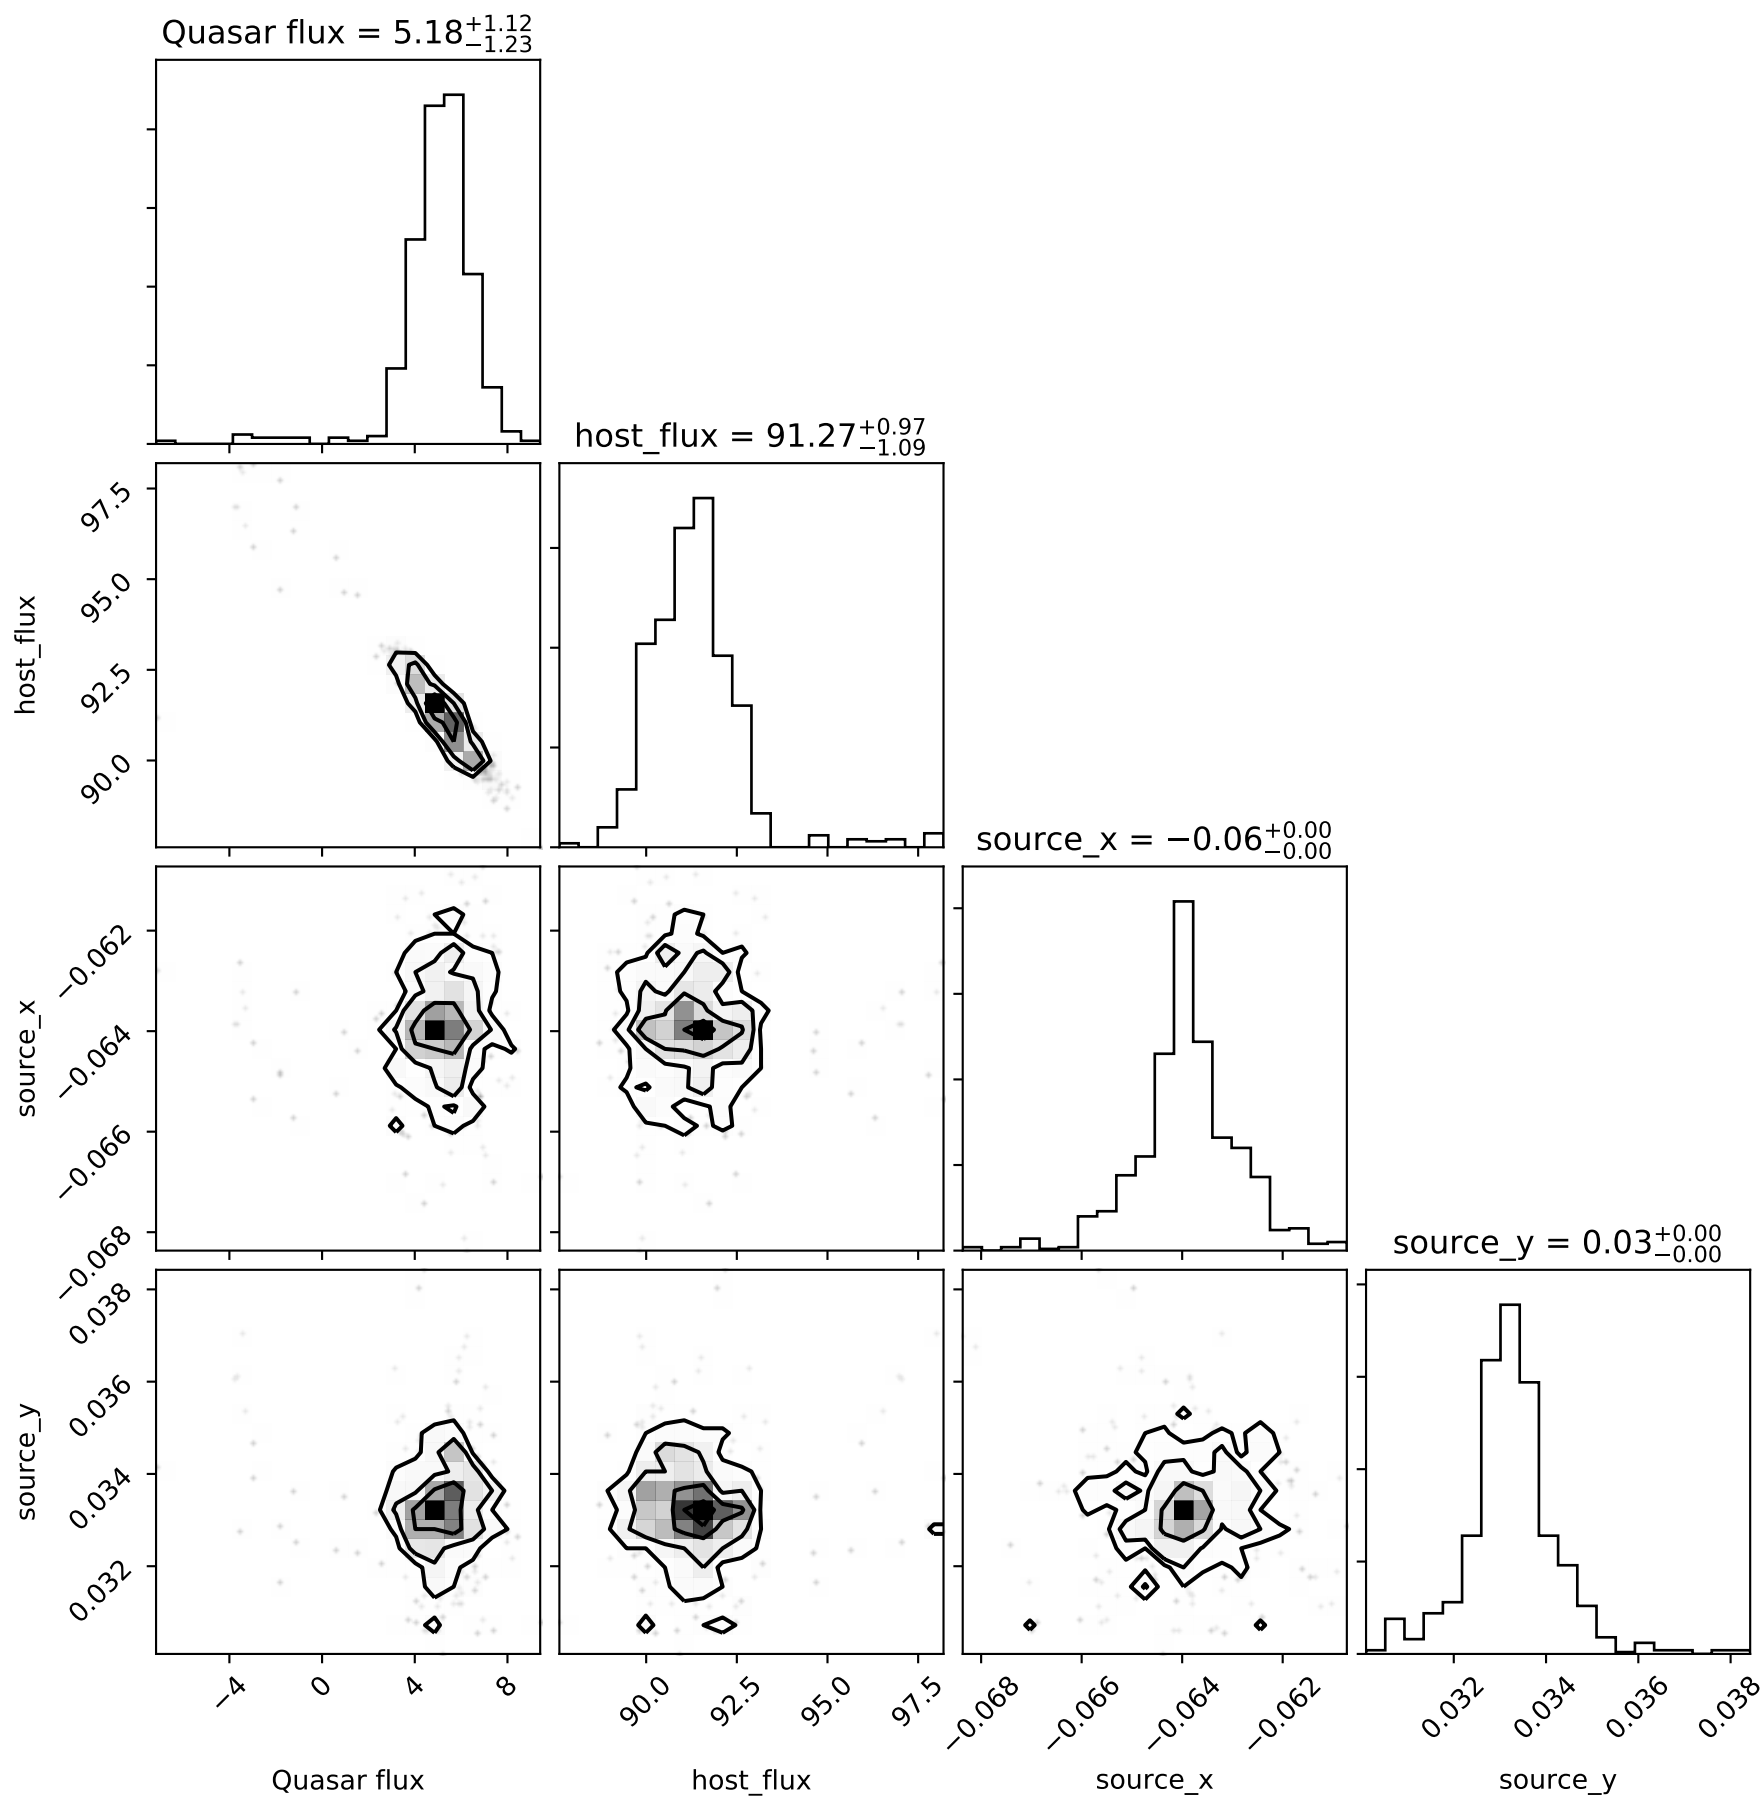 Quasar flux = 5.18+1.12−1.23
host_flux = 91.27+0.97−1.09
97.5
95.0
92.5
90.0
host_flux
source_x = −0.06+0.00−0.00
−0.062
−0.064
−0.066
−0.068
source_x
source_y = 0.03+0.00−0.00
0.038
0.036
0.034
0.032
source_y
−4 0 4 8 90.0 92.5 95.0 97.5 −0.068 −0.066 −0.064 −0.062 0.032 0.034 0.036 0.038
Quasar flux host_flux source_x source_y